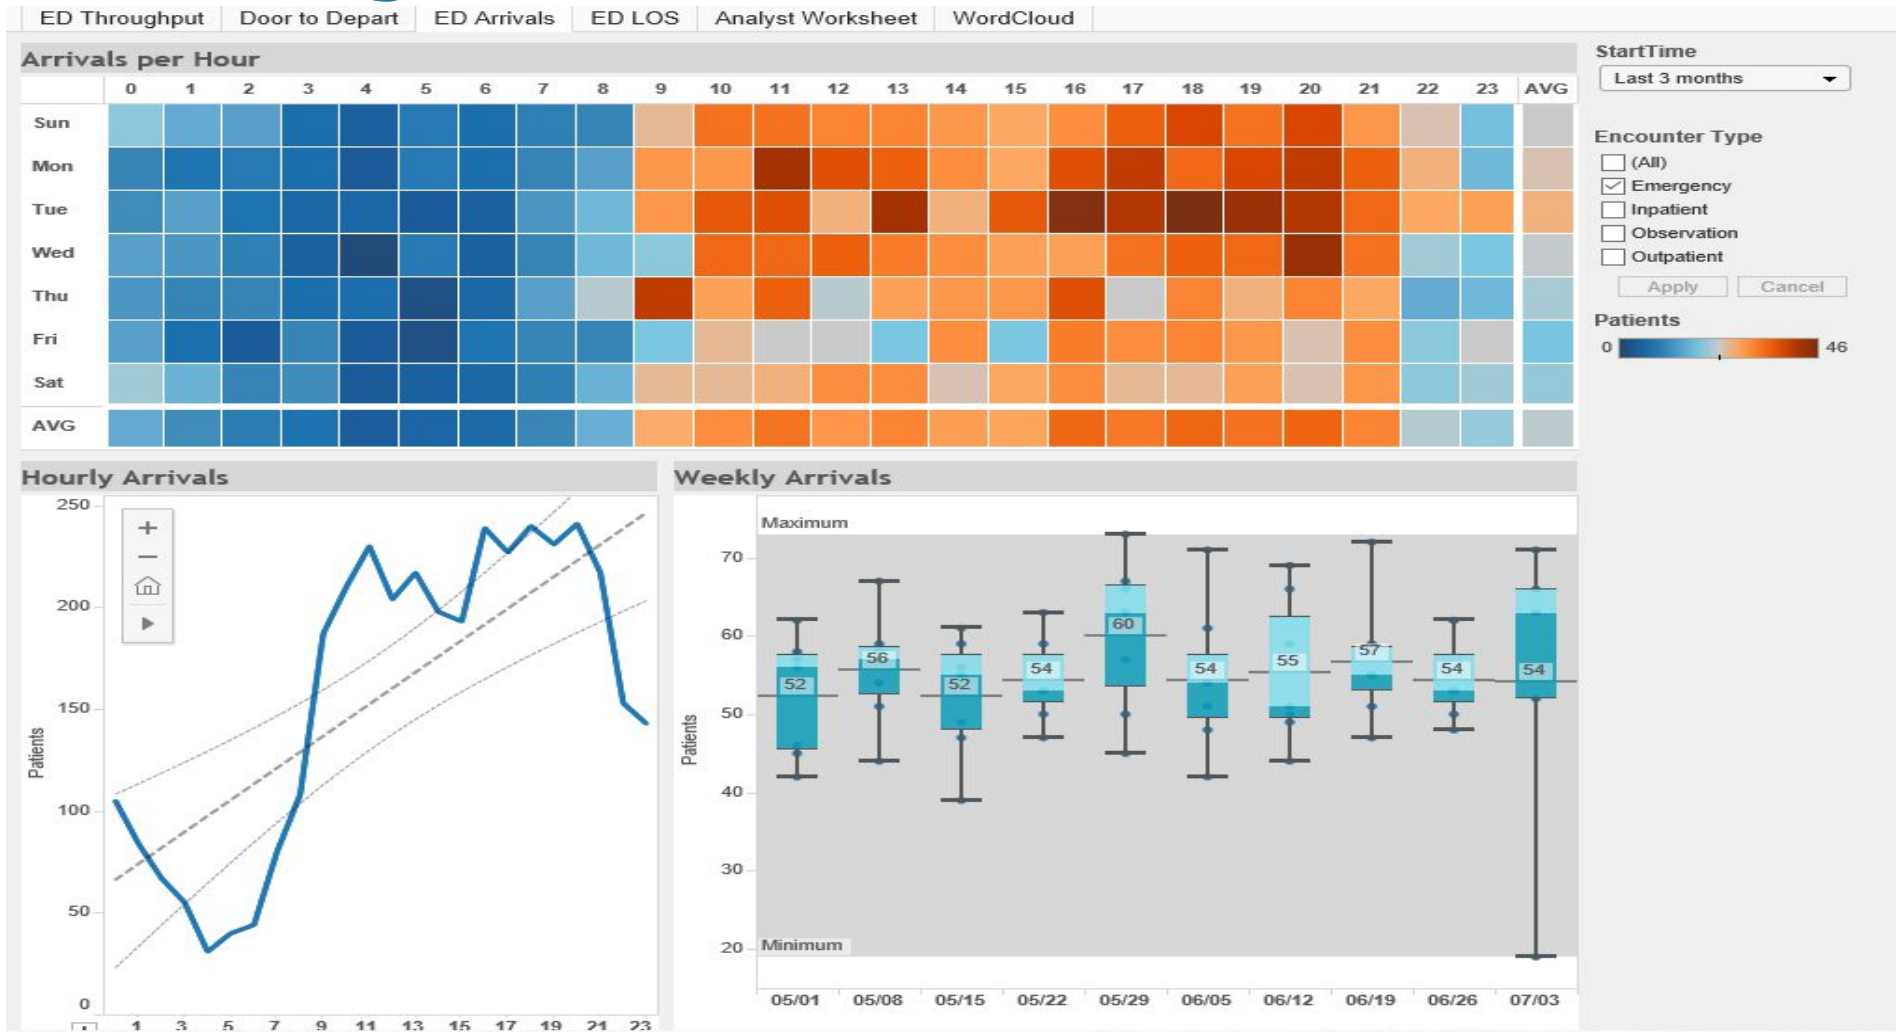 ED Throughput Door to Depart ED Arrivals ED LOS Analyst Worksheet WordCloud
Arrivals per Hour
0 1 2 3 4 5 6 7 8 9 10 11 12 13 14 15 16 17 18 19 20 21 22 23 AVG
Sun
Mon
Tue
Wed
Thu
Fri
Sat
AVG
StartTime
Last 3 months
Encounter Type
(All)
Emergency
Inpatient
Observation
Outpatient
Apply Cancel
Patients
0 46
Hourly Arrivals
250
200
150
100
50
0
Patients
1 3 5 7 9 11 13 15 17 19 21 23
Weekly Arrivals
Maximum
70
60
50
40
30
20
Minimum
Patients
52 56 52 54 60 54 55 57 54 54
05/01 05/08 05/15 05/22 05/29 06/05 06/12 06/19 06/26 07/03